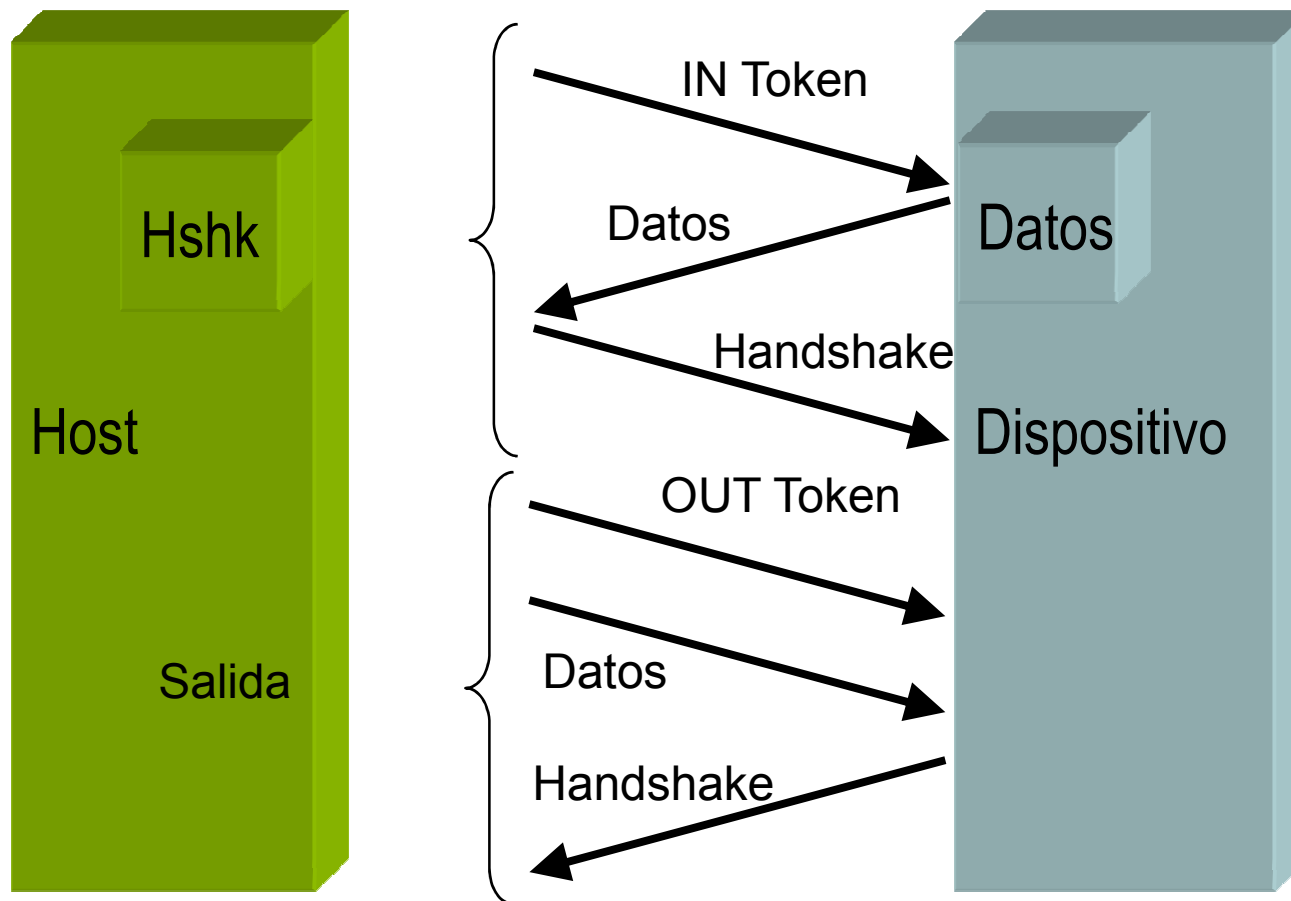 IN Token
Hshk
Datos
Datos
Handshake
Host
Dispositivo
OUT Token
Salida
Datos
Handshake